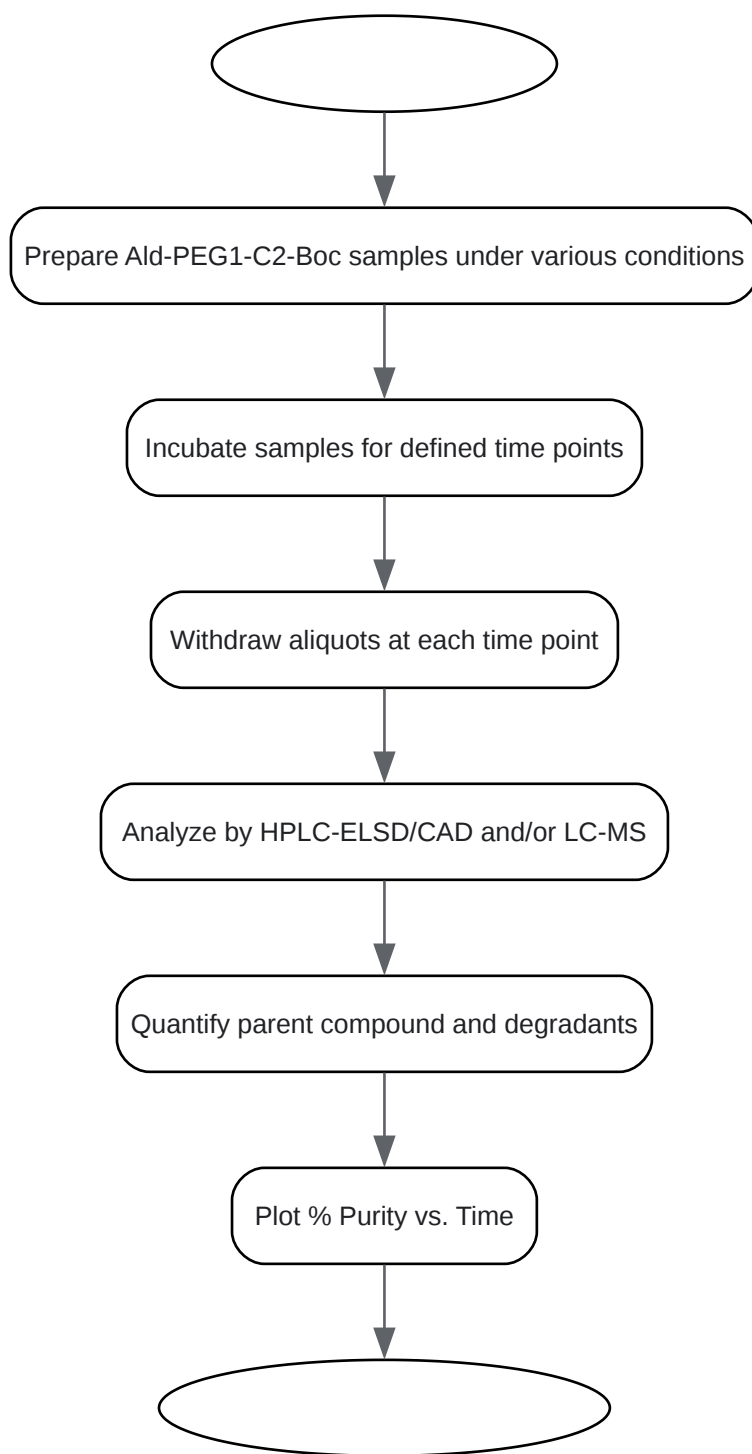 Prepare Ald-PEG1-C2-Boc samples under various conditions
Incubate samples for defined time points
Withdraw aliquots at each time point
Analyze by HPLC-ELSD/CAD and/or LC-MS
Quantify parent compound and degradants
Plot % Purity vs. Time